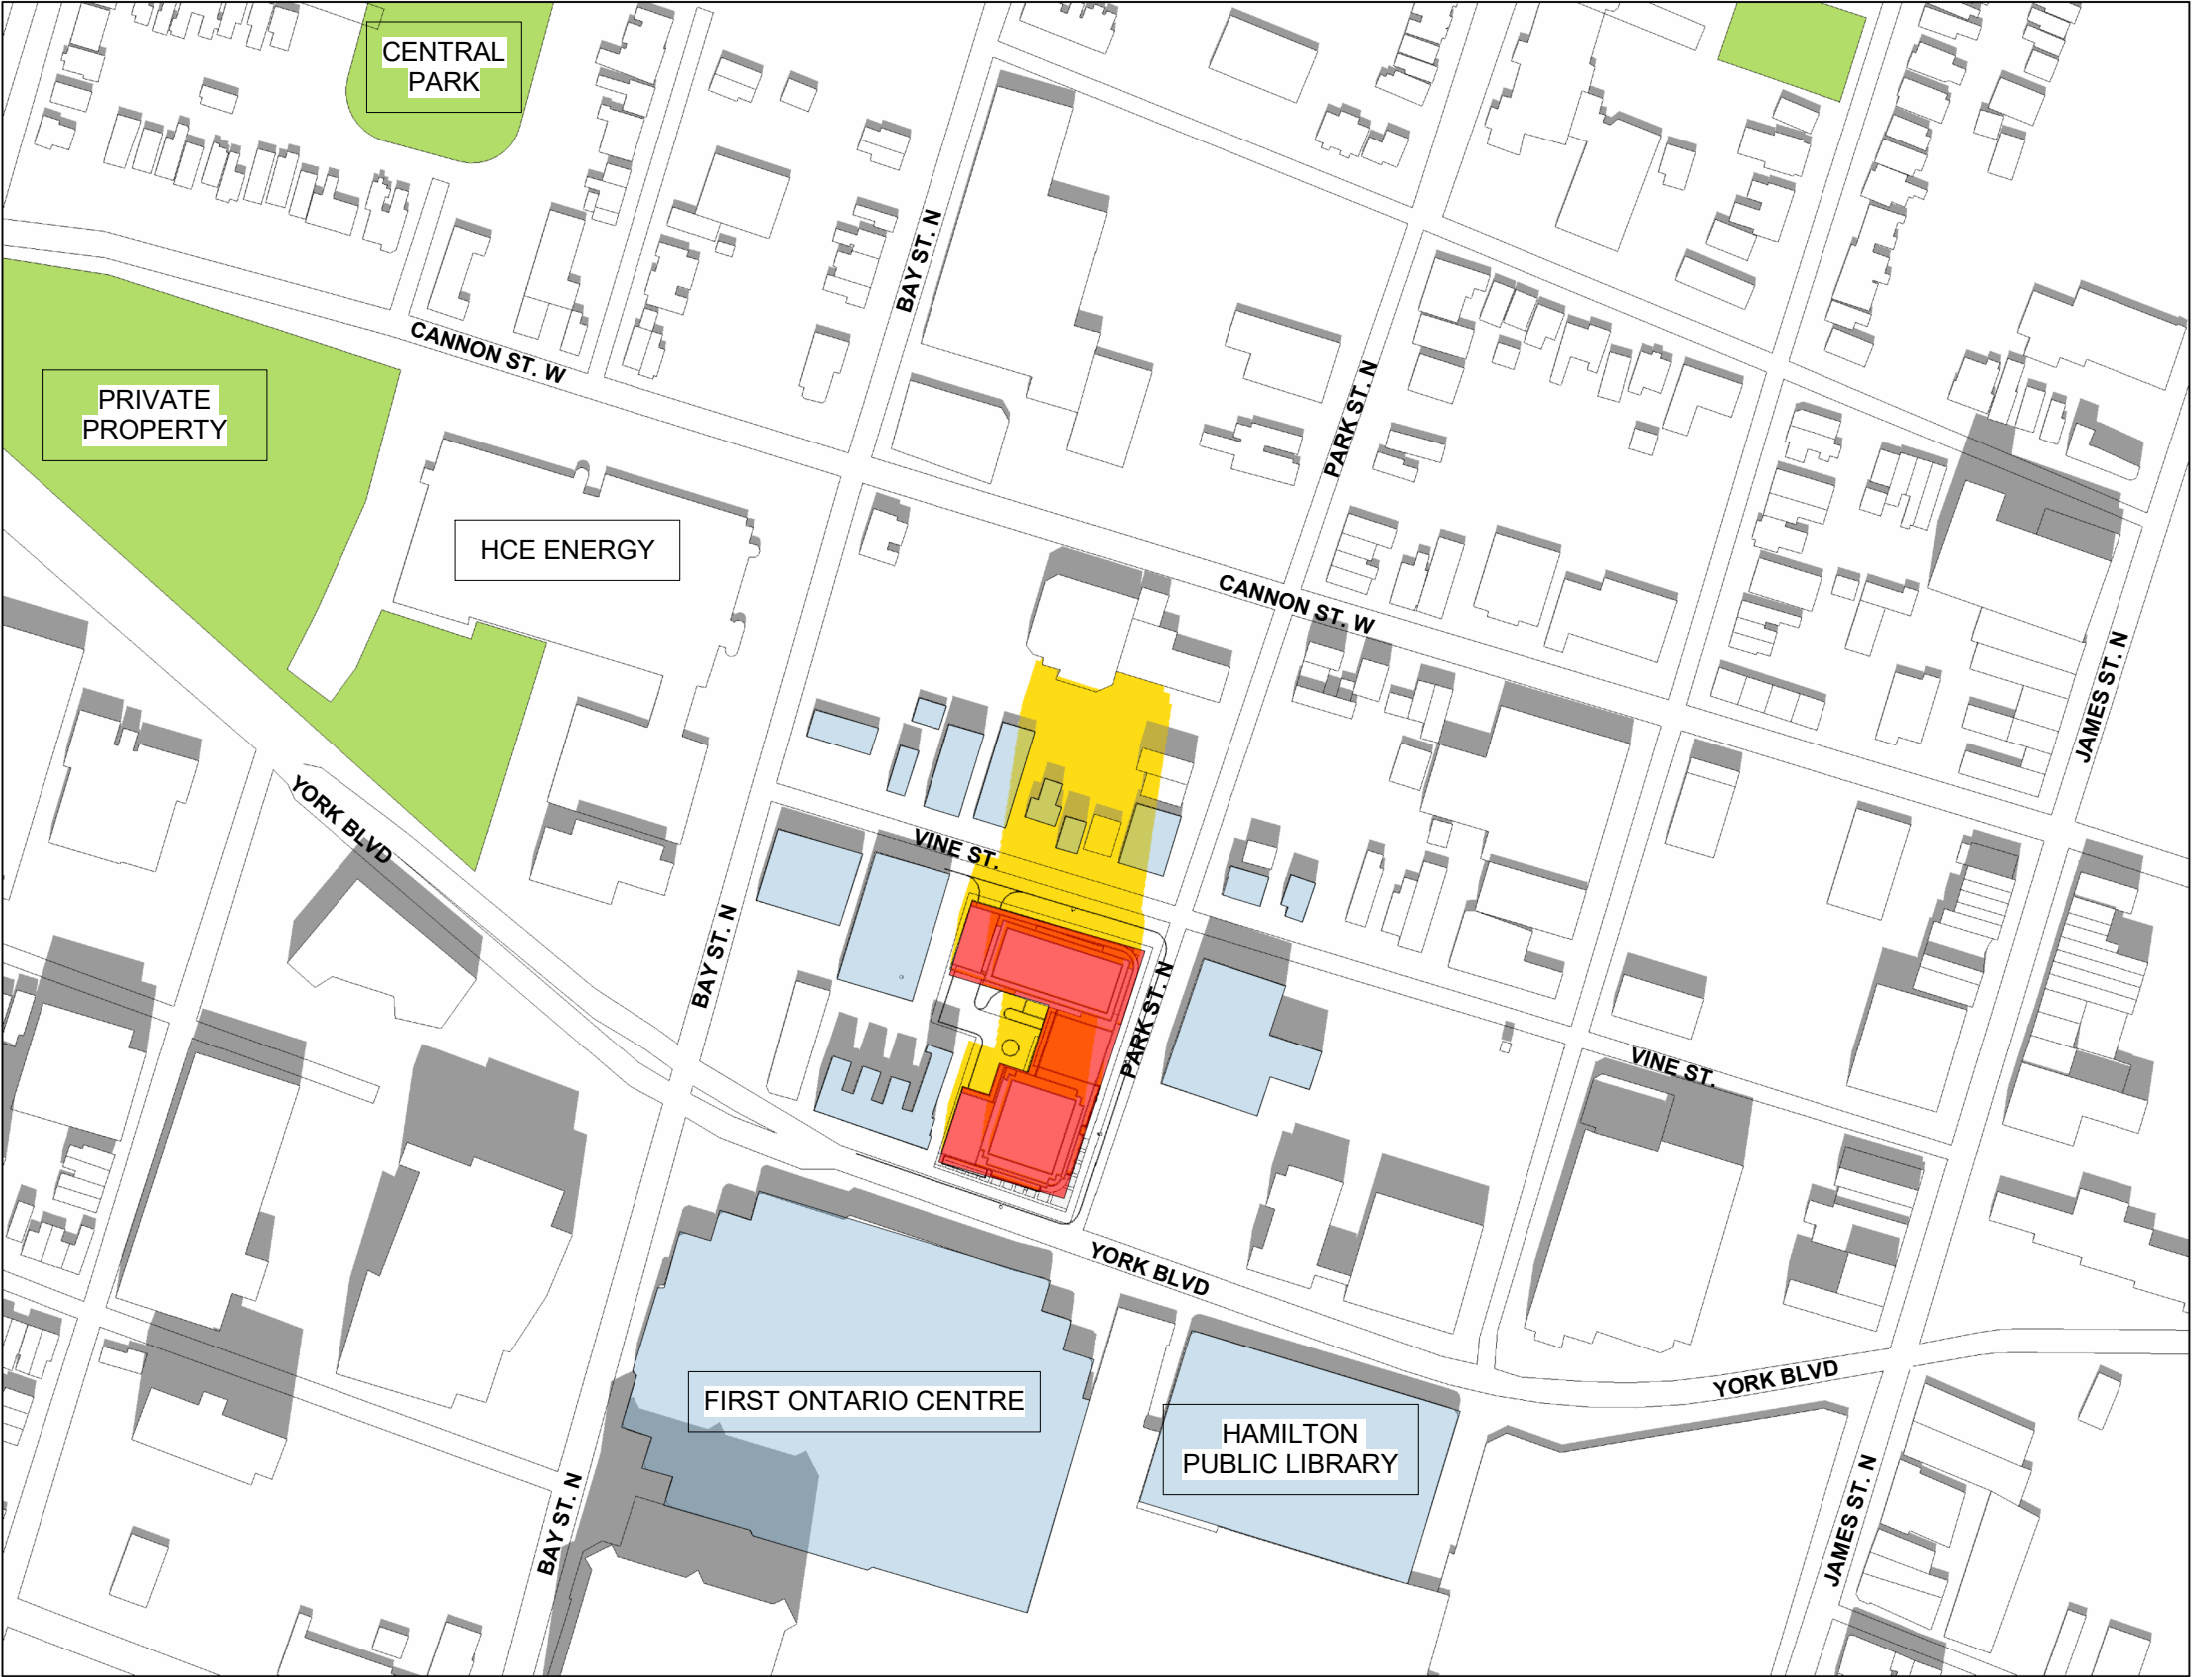 CENTRAL
PARK
BAY ST. N
CANNON ST. W
PARK ST. N
PRIVATE
PROPERTY
HCE ENERGY
CANNON ST. W
JAMES ST. N
YORK BLVD
VINE ST.
BAY ST. N
PARK ST. N
VINE ST.
YORK BLVD
YORK BLVD
FIRST ONTARIO CENTRE
HAMILTON
PUBLIC LIBRARY
BAY ST. N
JAMES ST. N